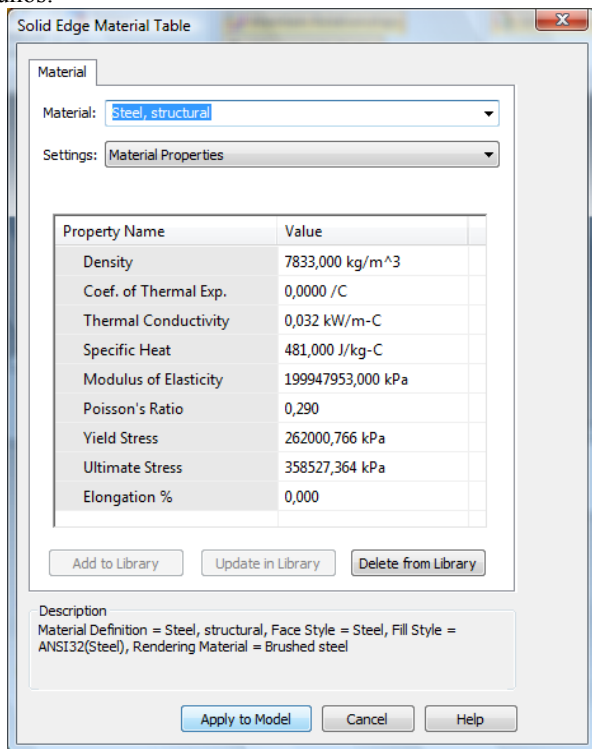 Solid Edge Material Table
Material
Material: Steel, structural
Settings: Material Properties
Property Name Value
Density 7833,000 kg/m^3
Coef. of Thermal Exp. 0,0000 /C
Thermal Conductivity 0,032 kW/m-C
Specific Heat 481,000 J/kg-C
Modulus of Elasticity 199947953,000 kPa
Poisson's Ratio 0,290
Yield Stress 262000,766 kPa
Ultimate Stress 358527,364 kPa
Elongation % 0,000
Add to Library Update in Library Delete from Library
Description
Material Definition = Steel, structural, Face Style = Steel, Fill Style =
ANSI32(Steel), Rendering Material = Brushed steel
Apply to Model Cancel Help